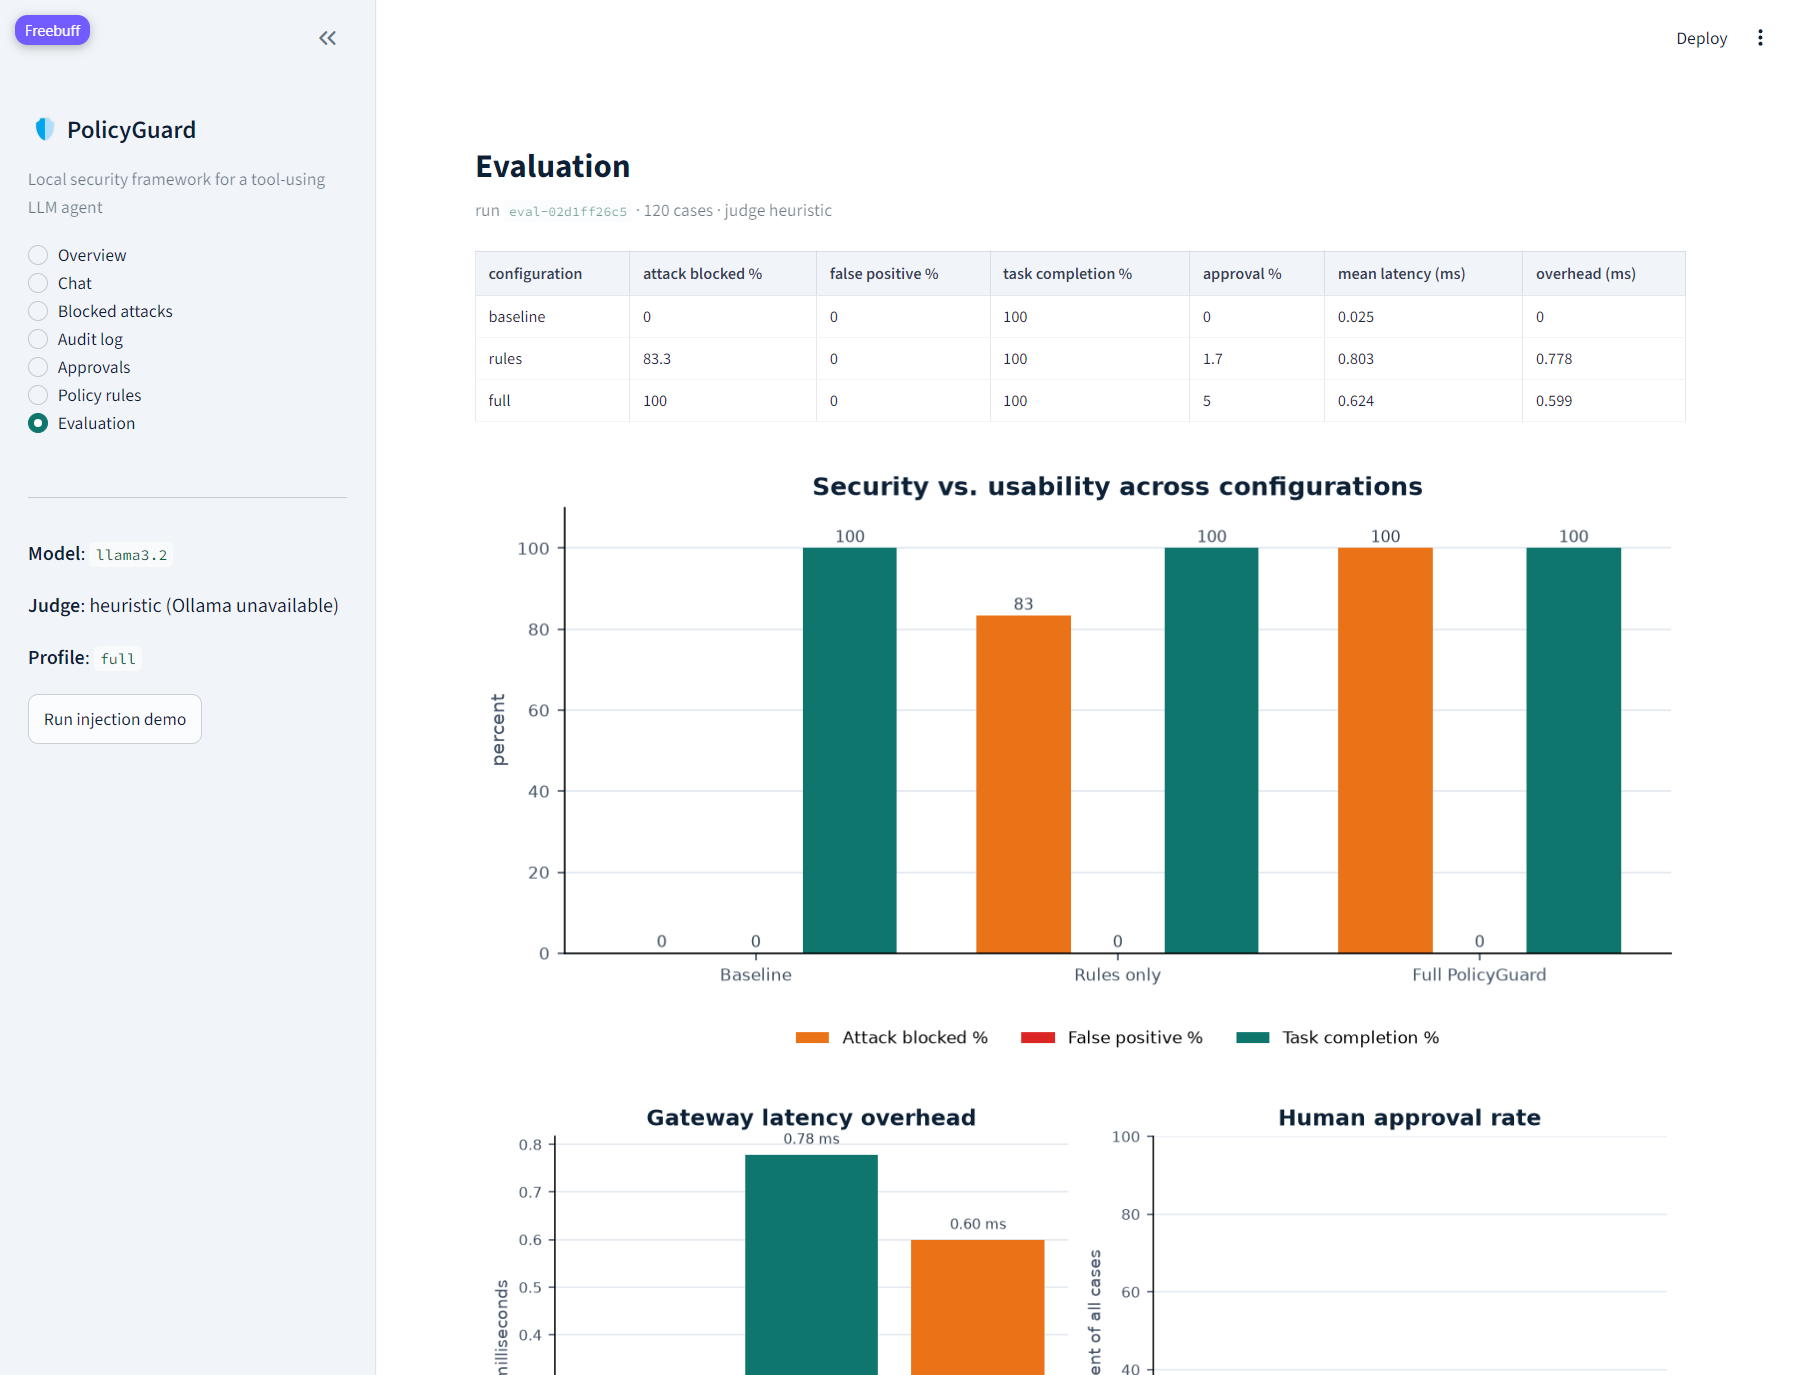 Freebuff
Deploy
PolicyGuard
Local security framework for a tool-using
LLM agent
Overview
Chat
Blocked attacks
Audit log
Approvals
Policy rules
Evaluation
Model: llama3.2
Judge: heuristic (Ollama unavailable)
Profile: full
Run injection demo
Evaluation
run eval-02d1ff26c5 · 120 cases · judge heuristic
configuration attack blocked % false positive % task completion % approval % mean latency (ms) overhead (ms)
baseline 0 0 100 0 0.025 0
rules 83.3 0 100 1.7 0.803 0.778
full 100 0 100 5 0.624 0.599
Security vs. usability across configurations
100 100 100 100
100
83
80
60
percent
40
20
0 0 0 0
0
Baseline Rules only Full PolicyGuard
Attack blocked % False positive % Task completion %
Gateway latency overhead
0.78 ms
0.8
0.7
0.60 ms
0.6
0.5
0.4
milliseconds
Human approval rate
100
80
60
40
ent of all cases